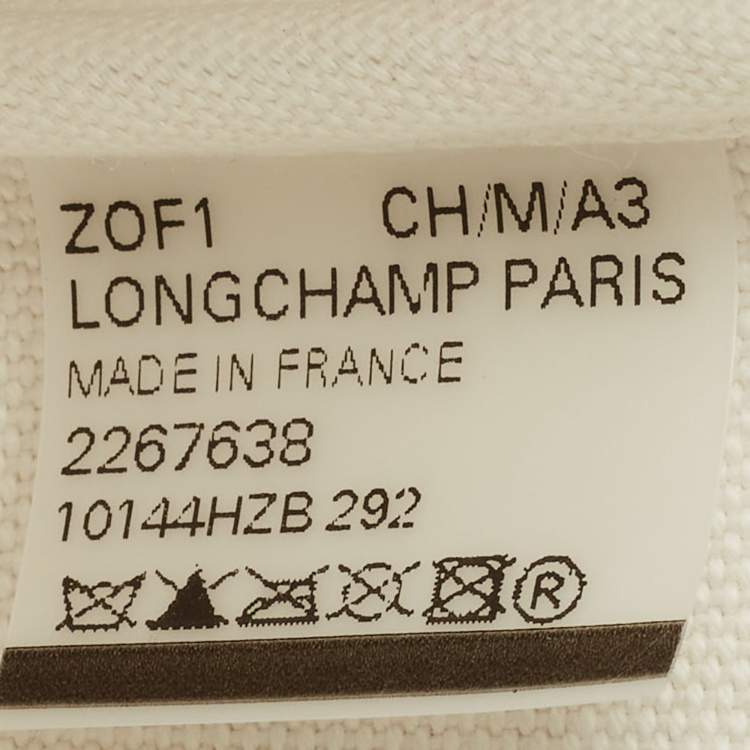 ZOF1 CH/M/A3
LONGCHAMP PARIS
MADE IN FRANCE
2267638
10144HZB 292
®